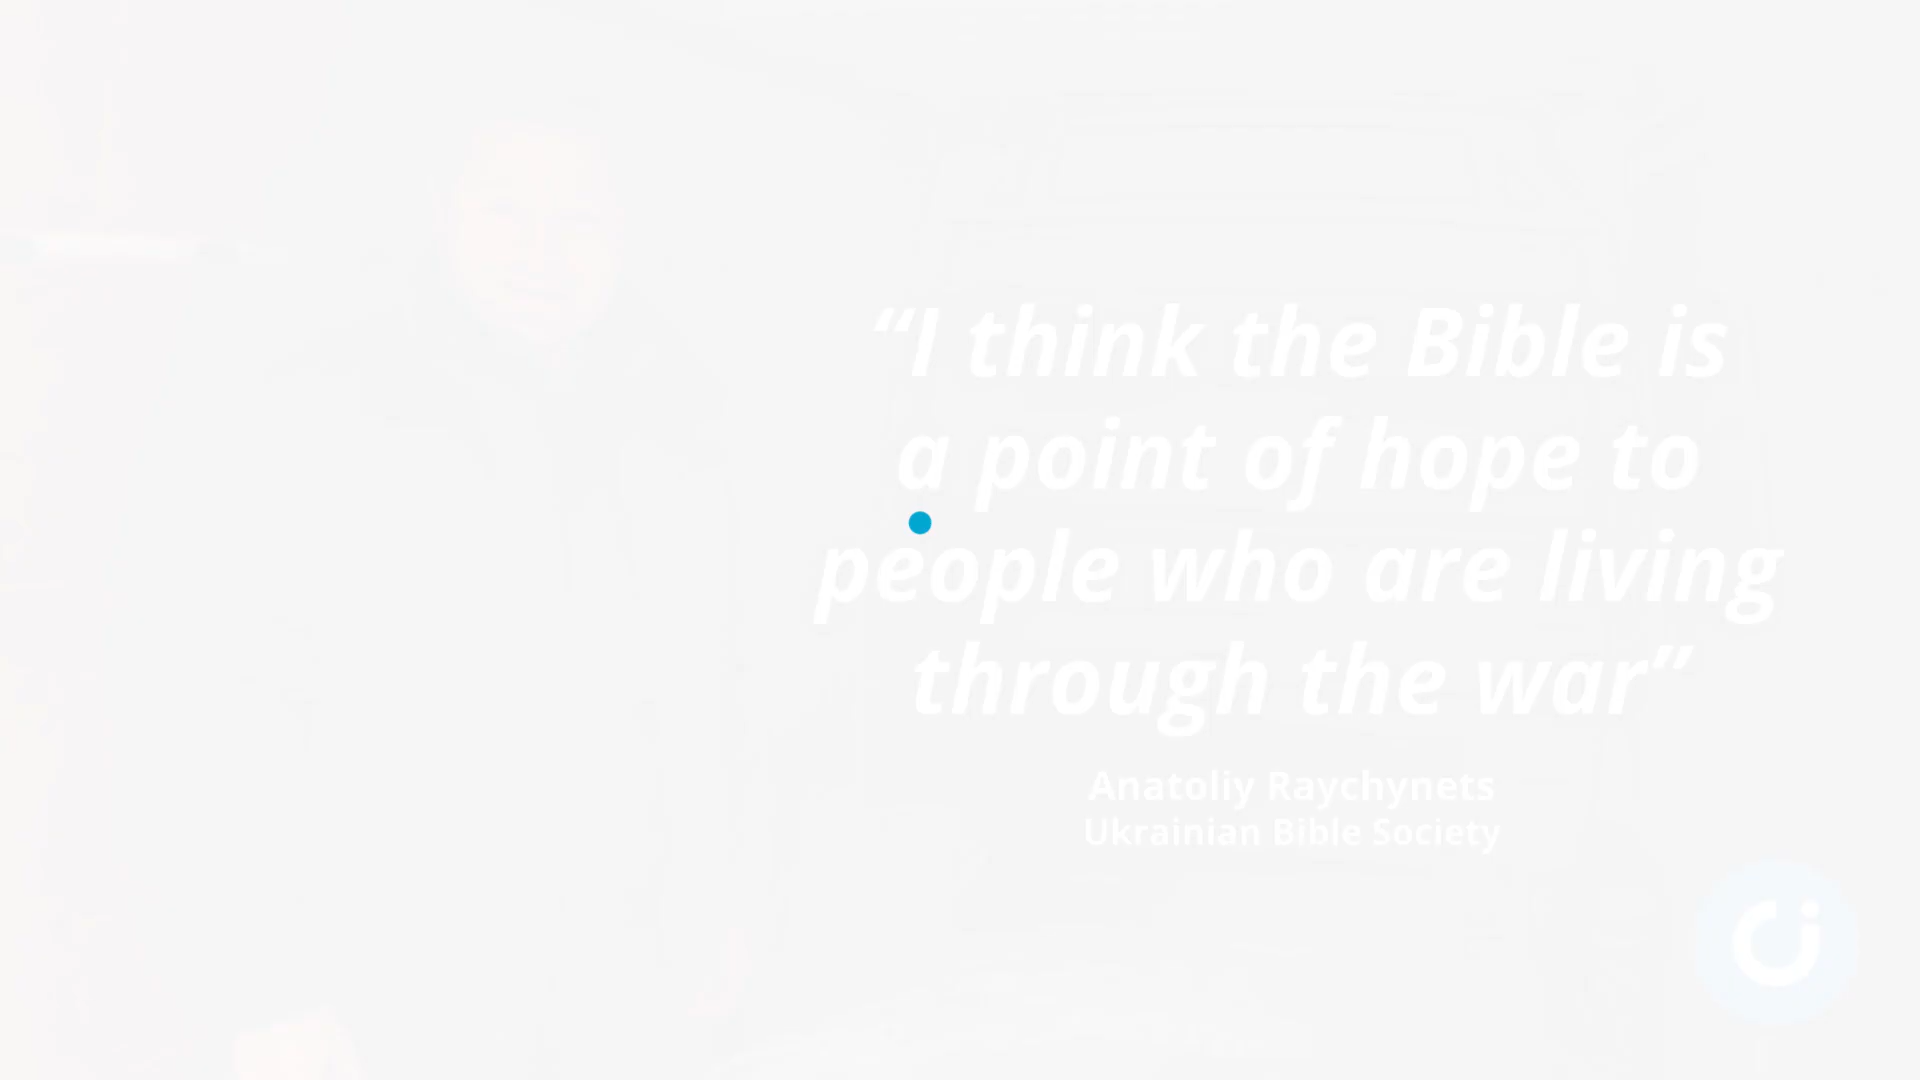 “I think the Bible is
a point of hope to
people who are living
through the war”
Anatoliy Raychynets
Ukrainian Bible Society